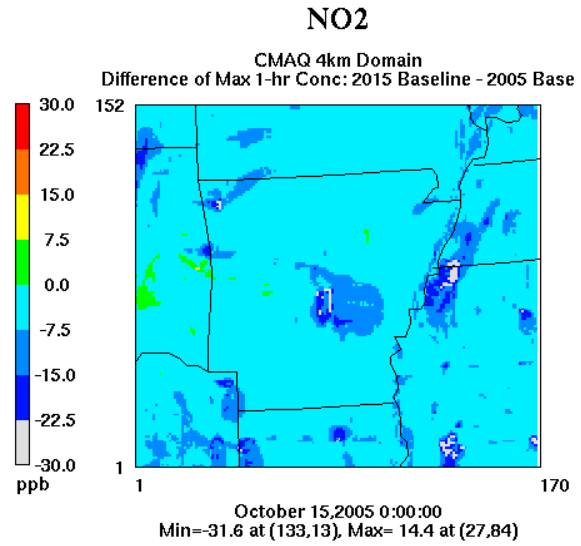 NO2
CMAQ 4km Domain
Difference of Max 1-hr Conc: 2015 Baseline - 2005 Base
30.0
22.5
15.0
7.5
0.0
-7.5
-15.0
-22.5
-30.0
ppb
152
1
1
170
October 15,2005 0:00:00
Min=-31.6 at (133,13), Max= 14.4 at (27,84)